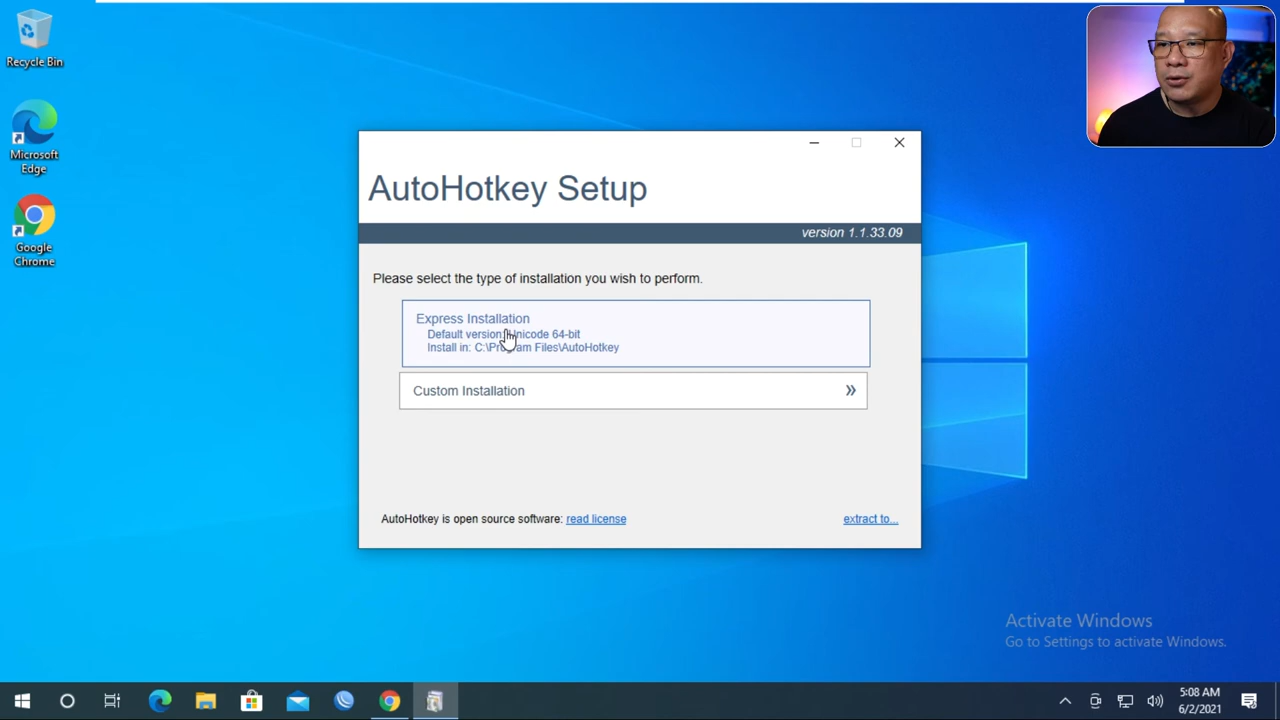 Recycle Bin
Microsoft
Edge
Google
Chrome
AutoHotkey Setup
version 1.1.33.09
Please select the type of installation you wish to perform.
Express Installation
Default version: Unicode 64-bit
Install in: C:\Program Files\AutoHotkey
Custom Installation »
AutoHotkey is open source software: read license
extract to...
Activate Windows
Go to Settings to activate Windows.
5:08 AM
6/2/2021